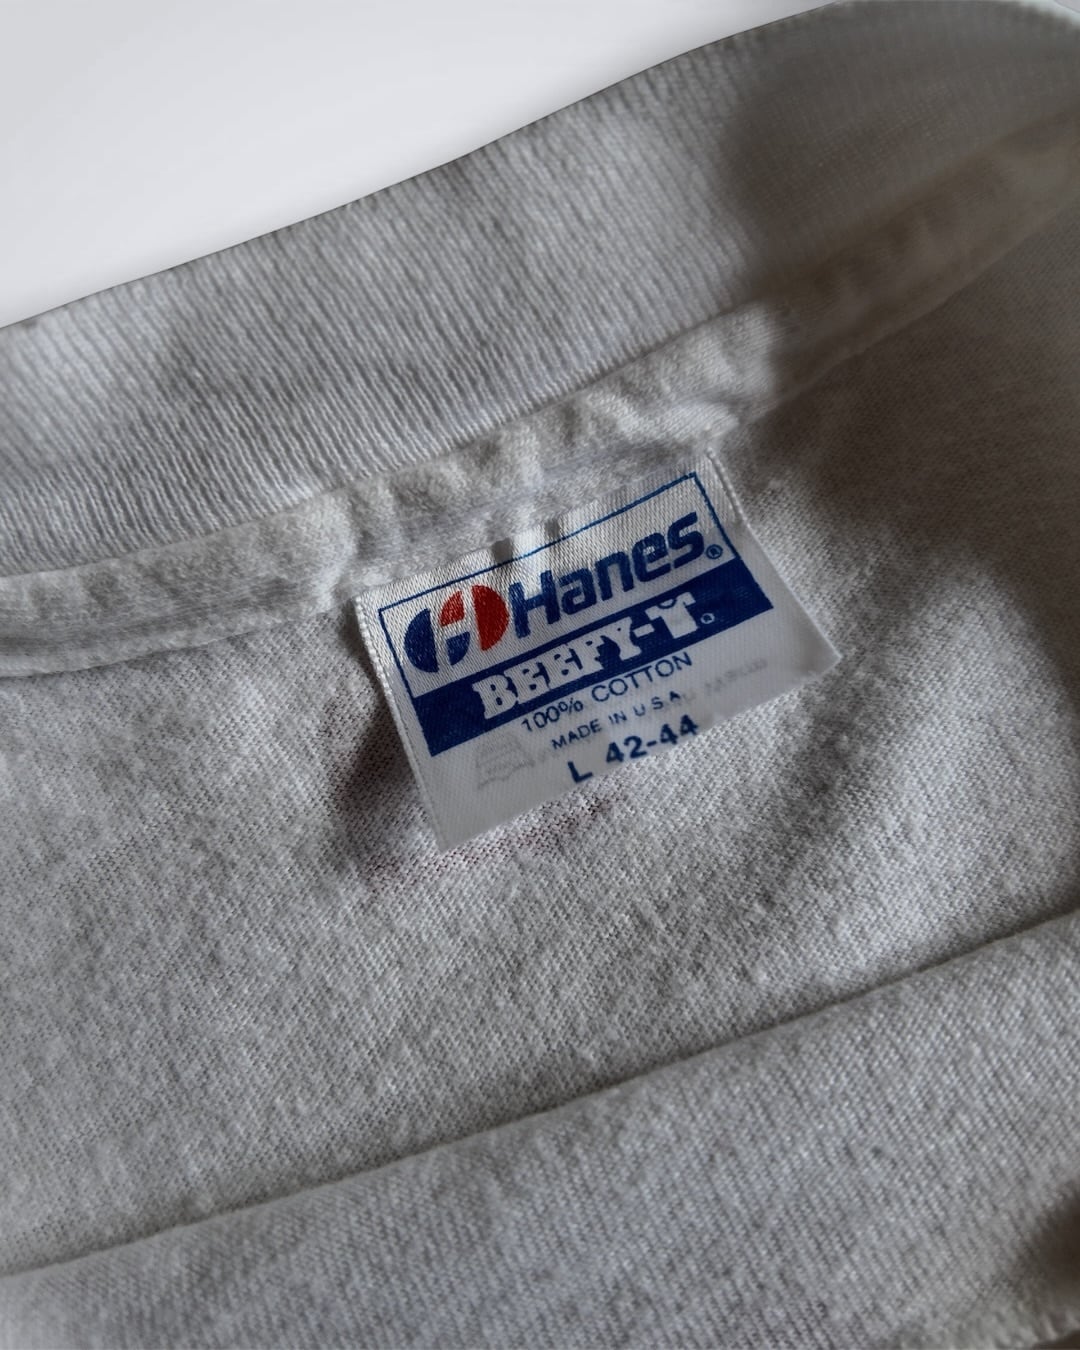 Hanes®
BEEFY-T®
100% COTTON
MADE IN U.S.A.
L 42-44